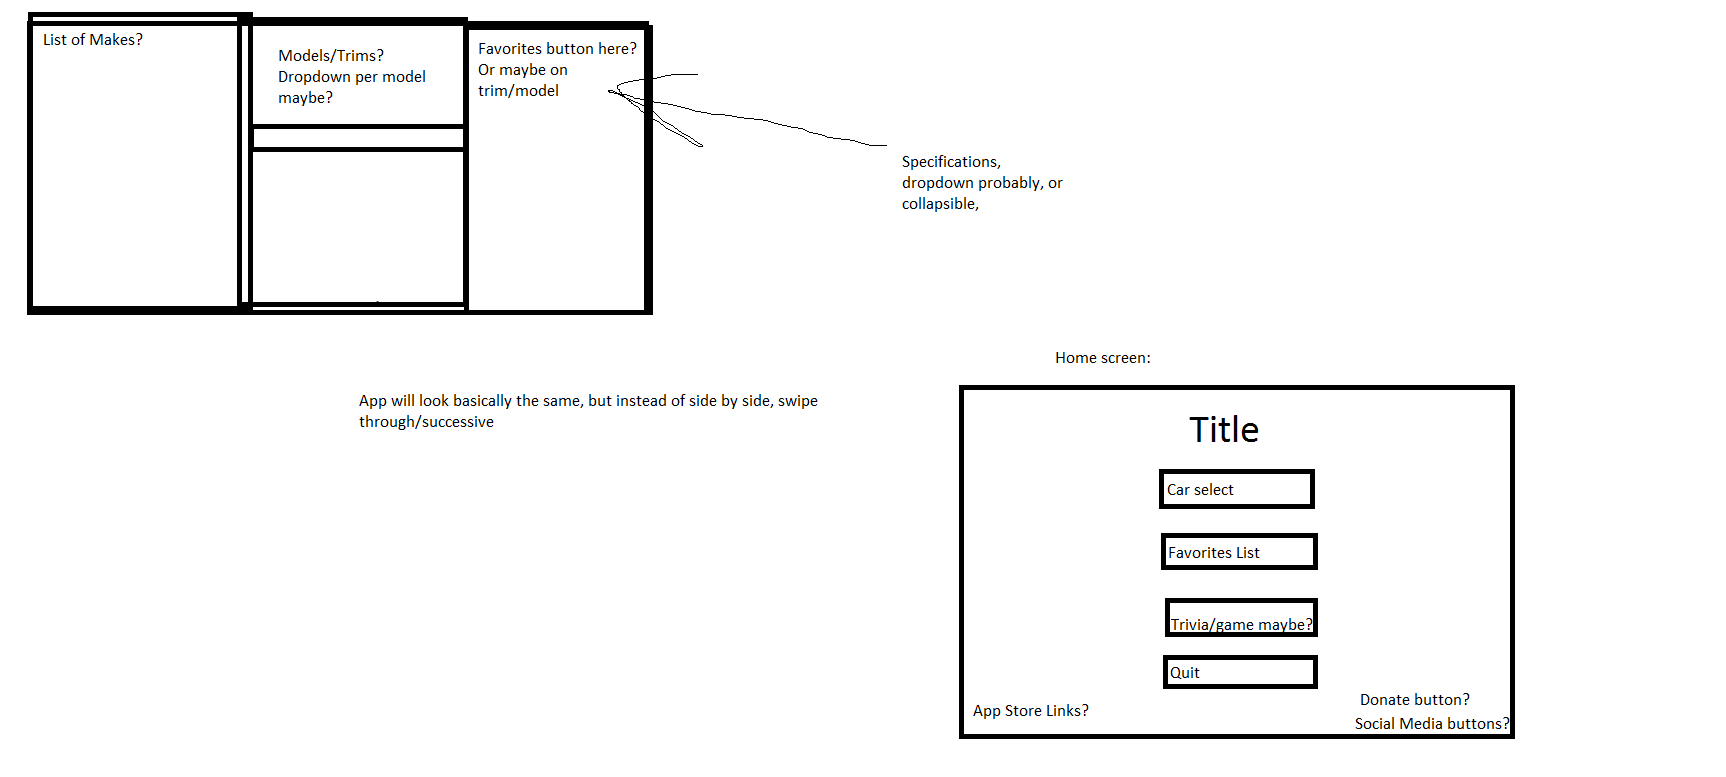 List of Makes?
Models/Trims?
Dropdown per model
maybe?
Favorites button here?
Or maybe on
trim/model
Specifications,
dropdown probably, or
collapsible,
App will look basically the same, but instead of side by side, swipe
through/successive
Home screen:
Title
Car select
Favorites List
Trivia/game maybe?
Quit
App Store Links?
Donate button?
Social Media buttons?